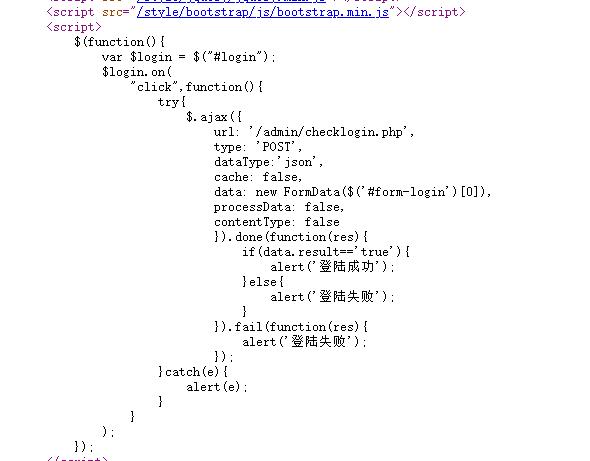 <script src="/style/bootstrap/js/bootstrap.min.js"></script>
<script>
$(function(){
var $login = $("#login");
$login.on(
"click",function(){
try{
$.ajax({
url: '/admin/checklogin.php',
type: 'POST',
dataType:'json',
cache: false,
data: new FormData($('#form-login')[0]),
processData: false,
contentType: false
}).done(function(res){
if(data.result=='true'){
alert('登陆成功');
}else{
alert('登陆失败');
}
}).fail(function(res){
alert('登陆失败');
});
}catch(e){
alert(e);
}
}
);
});